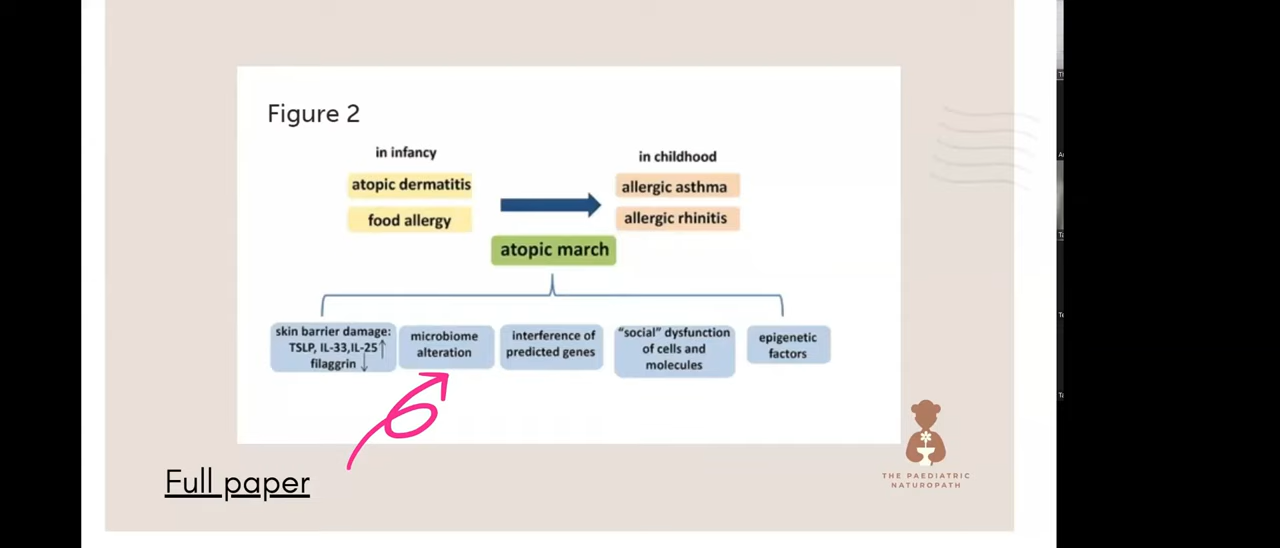 Figure 2
in infancy
in childhood
atopic dermatitis
allergic asthma
food allergy
allergic rhinitis
atopic march
skin barrier damage:
TSLP, IL-33,IL-25↑
filaggrin ↓
microbiome
alteration
interference of
predicted genes
"social" dysfunction
of cells and
molecules
epigenetic
factors
Full paper
THE PAEDIATRIC
NATUROPATH